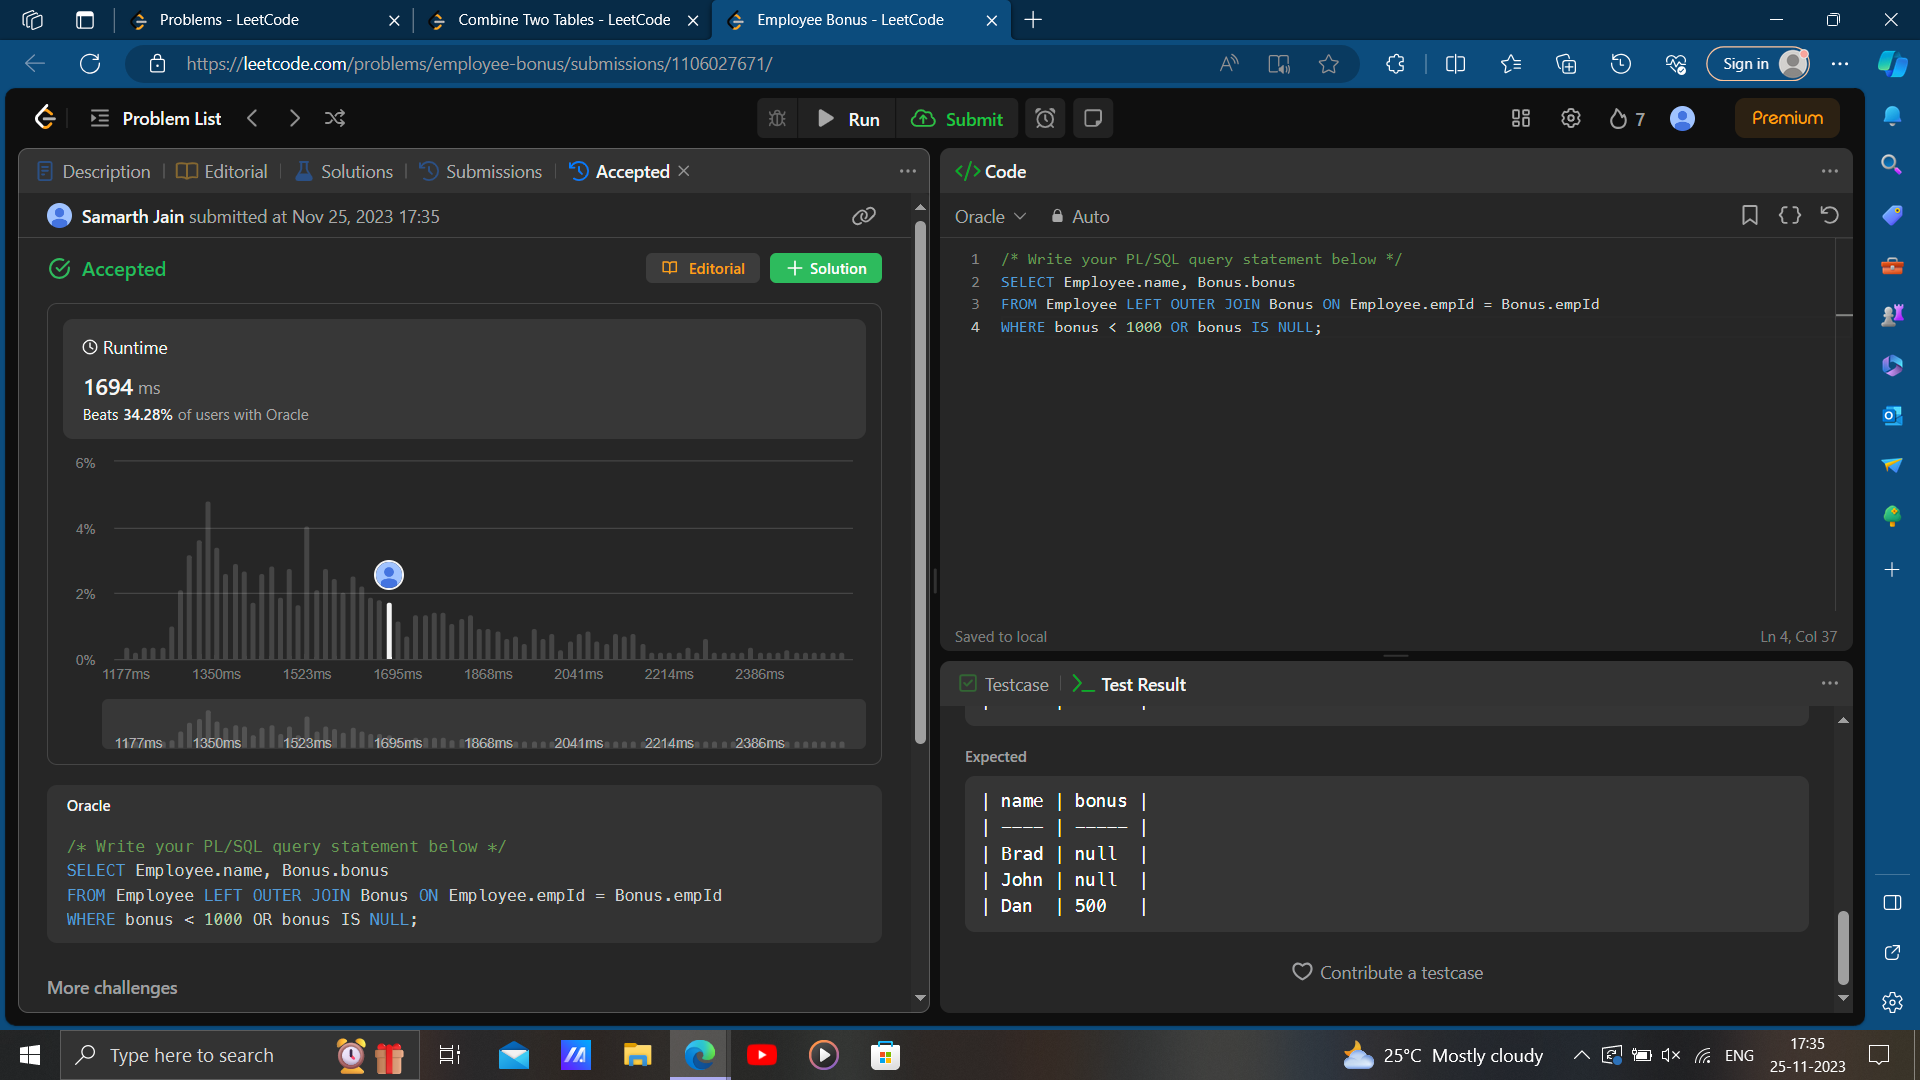 Problems - LeetCode
Combine Two Tables - LeetCode
Employee Bonus - LeetCode
https://leetcode.com/problems/employee-bonus/submissions/1106027671/
Sign in
Problem List
Run
Submit
7
Premium
Description
Editorial
Solutions
Submissions
Accepted
Samarth Jain submitted at Nov 25, 2023 17:35
Accepted
Editorial
Solution
Runtime
1694 ms
Beats 34.28% of users with Oracle
6%
4%
2%
0%
1177ms 1350ms 1523ms 1695ms 1868ms 2041ms 2214ms 2386ms
1177ms 1350ms 1523ms 1695ms 1868ms 2041ms 2214ms 2386ms
Oracle
/* Write your PL/SQL query statement below */
SELECT Employee.name, Bonus.bonus
FROM Employee LEFT OUTER JOIN Bonus ON Employee.empId = Bonus.empId
WHERE bonus < 1000 OR bonus IS NULL;
More challenges
</> Code
Oracle
Auto
1 /* Write your PL/SQL query statement below */
2 SELECT Employee.name, Bonus.bonus
3 FROM Employee LEFT OUTER JOIN Bonus ON Employee.empId = Bonus.empId
4 WHERE bonus < 1000 OR bonus IS NULL;
Saved to local
Ln 4, Col 37
Testcase
Test Result
Expected
| name | bonus |
| ---- | ----- |
| Brad | null |
| John | null |
| Dan | 500 |
Contribute a testcase
Type here to search
25°C Mostly cloudy
ENG
17:35
25-11-2023